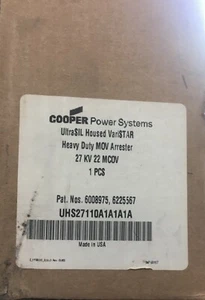 COOPER Power Systems
UltraSIL Housed VariSTAR
Heavy Duty MOV Arrester
27 KV 22 MCOV
1 PCS
Pat. Nos. 6008975, 6225567
UHS27110A1A1A1A
Made in USA